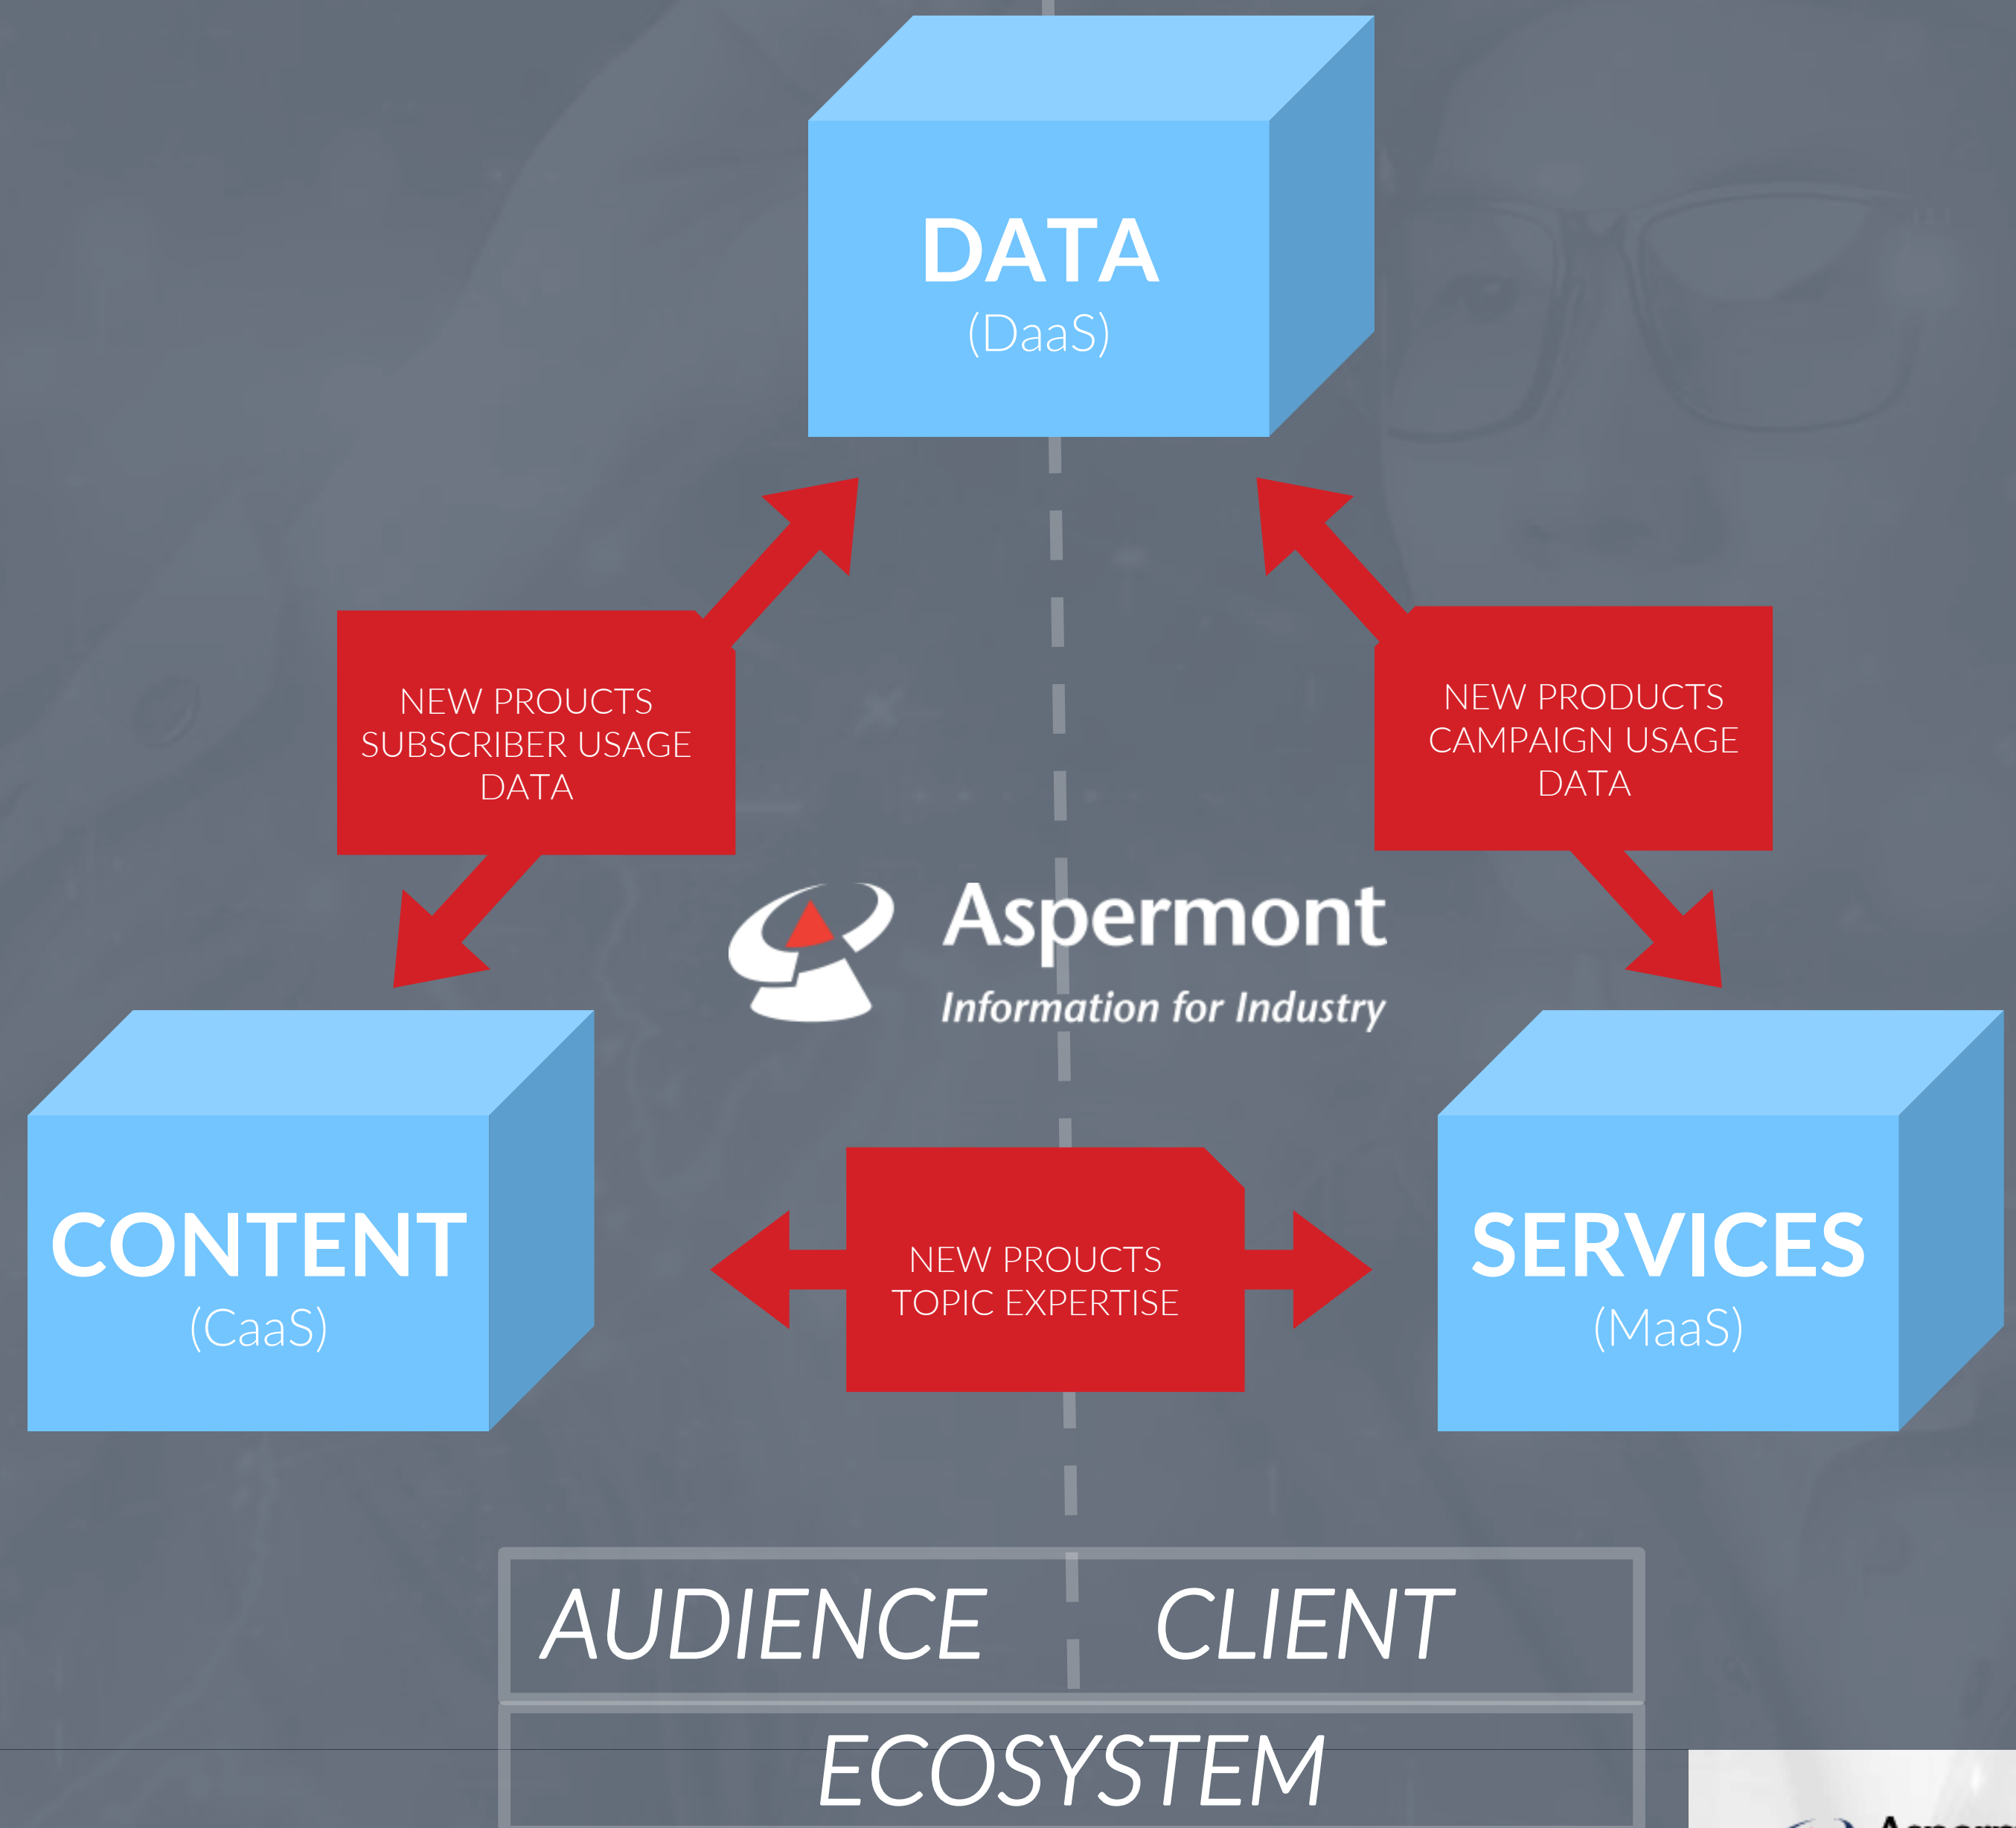 DATA
(DaaS)
NEW PROUCTS
SUBSCRIBER USAGE
DATA
NEW PRODUCTS
CAMPAIGN USAGE
DATA
Aspermont
Information for Industry
CONTENT
(CaaS)
NEW PROUCTS
TOPIC EXPERTISE
SERVICES
(MaaS)
AUDIENCE CLIENT
ECOSYSTEM